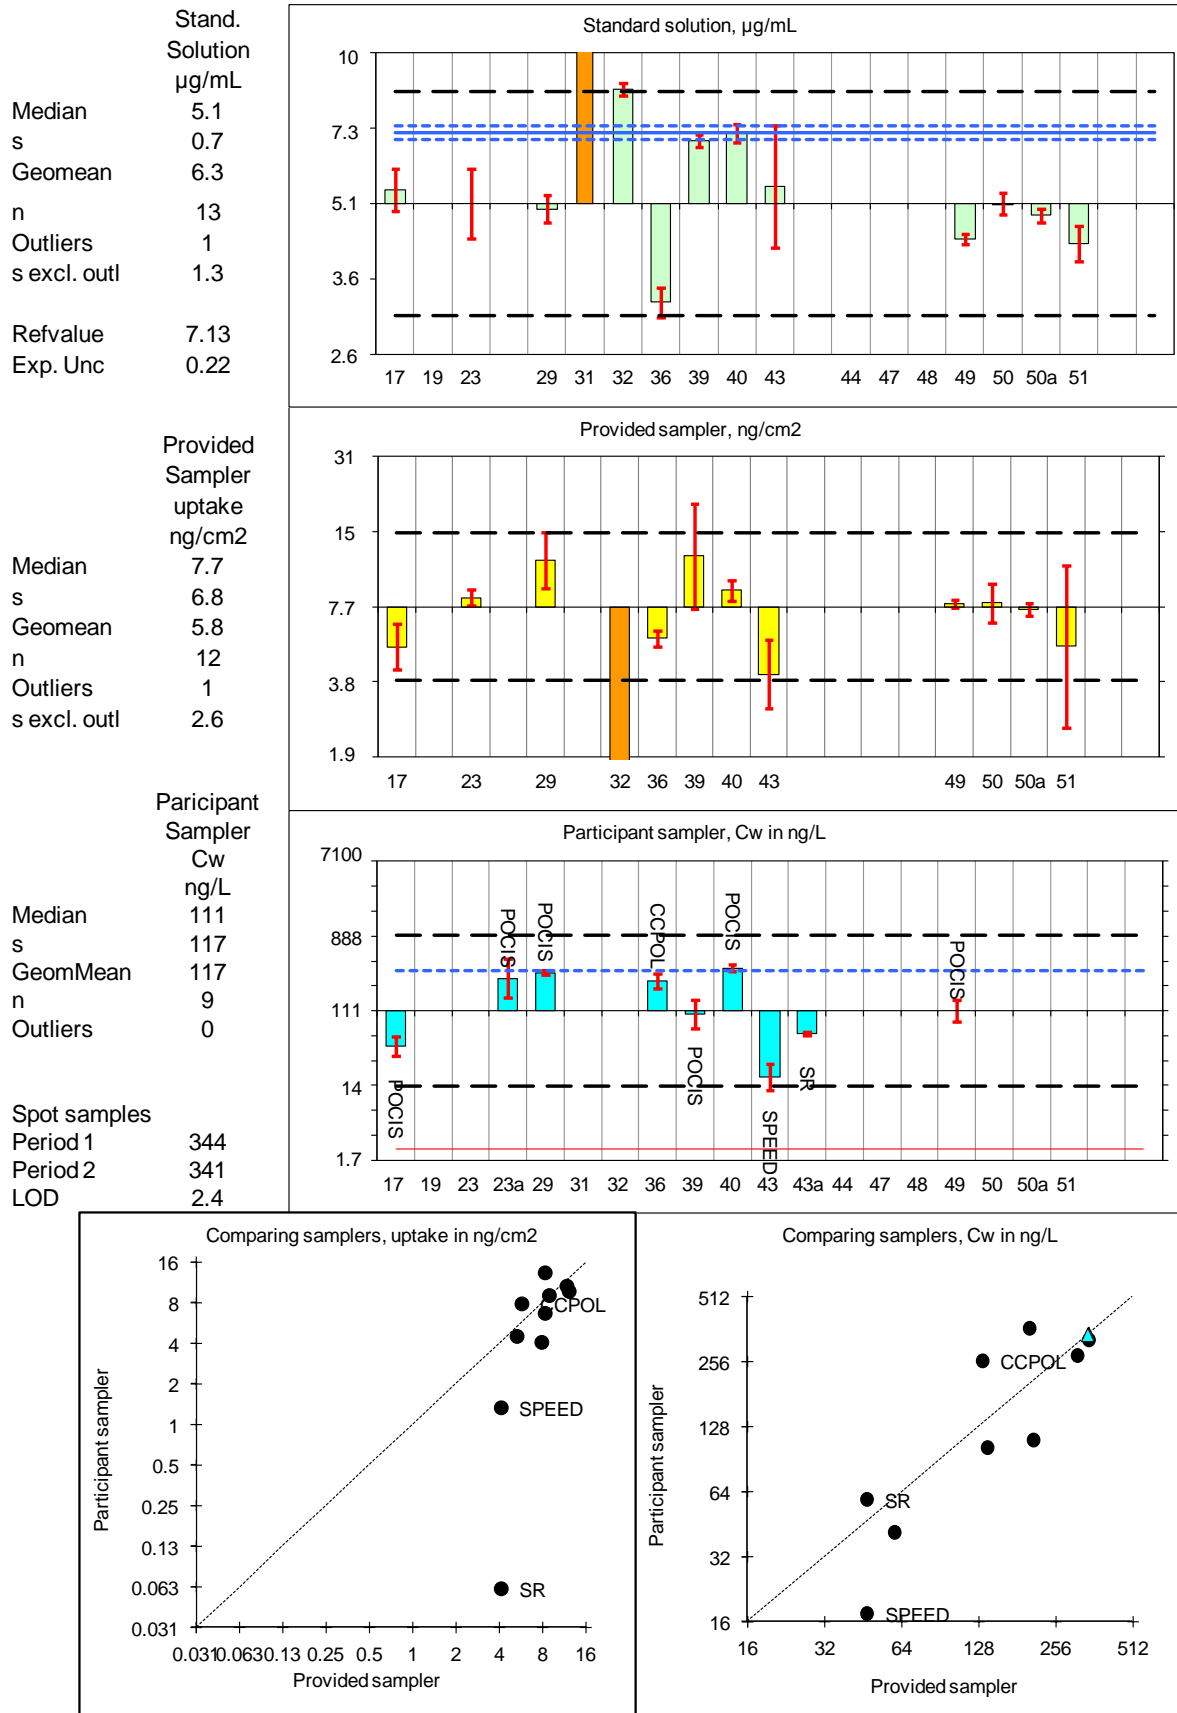 Stand.
Solution
µg/mL
Median 5.1
s 0.7
Geomean 6.3
n 13
Outliers 1
s excl. outl 1.3
Refvalue 7.13
Exp. Unc 0.22
Standard solution, µg/mL
10
7.3
5.1
3.6
2.6
17 19 23 29 31 32 36 39 40 43 44 47 48 49 50 50a 51
Provided
Sampler
uptake
ng/cm2
Median 7.7
s 6.8
Geomean 5.8
n 12
Outliers 1
s excl. outl 2.6
Provided sampler, ng/cm2
31
15
7.7
3.8
1.9
17 23 29 32 36 39 40 43 49 50 50a 51
Paricipant
Sampler
Cw
ng/L
Median 111
s 117
GeomMean 117
n 9
Outliers 0
Spot samples
Period 1 344
Period 2 341
LOD 2.4
Participant sampler, Cw in ng/L
7100
888
111
14
1.7
POCIS
POCIS
POCIS
CCPOL
POCIS
POCIS
SPEED
SR
POCIS
17 19 23 23a 29 31 32 36 39 40 43 43a 44 47 48 49 50 50a 51
Comparing samplers, uptake in ng/cm2
Participant sampler
16
8
4
2
1
0.5
0.25
0.13
0.063
0.031
CCPOL
SPEED
SR
0.031 0.063 0.13 0.25 0.5 1 2 4 8 16
Provided sampler
Comparing samplers, Cw in ng/L
Participant sampler
512
256
128
64
32
16
CCPOL
SR
SPEED
16 32 64 128 256 512
Provided sampler